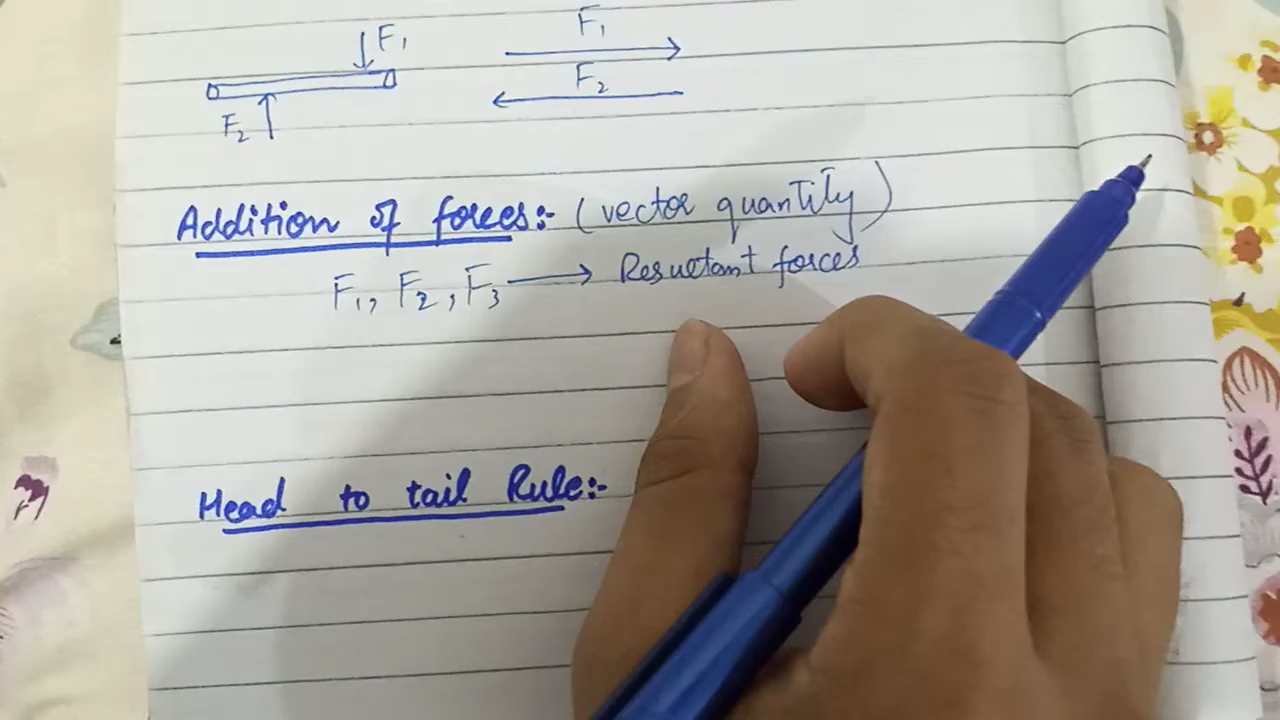 F₁
F₁
F₂
F₂
Addition of forces:- (vector quantity)
F₁, F₂, F₃ → Resultant forces
Head to tail Rule:-